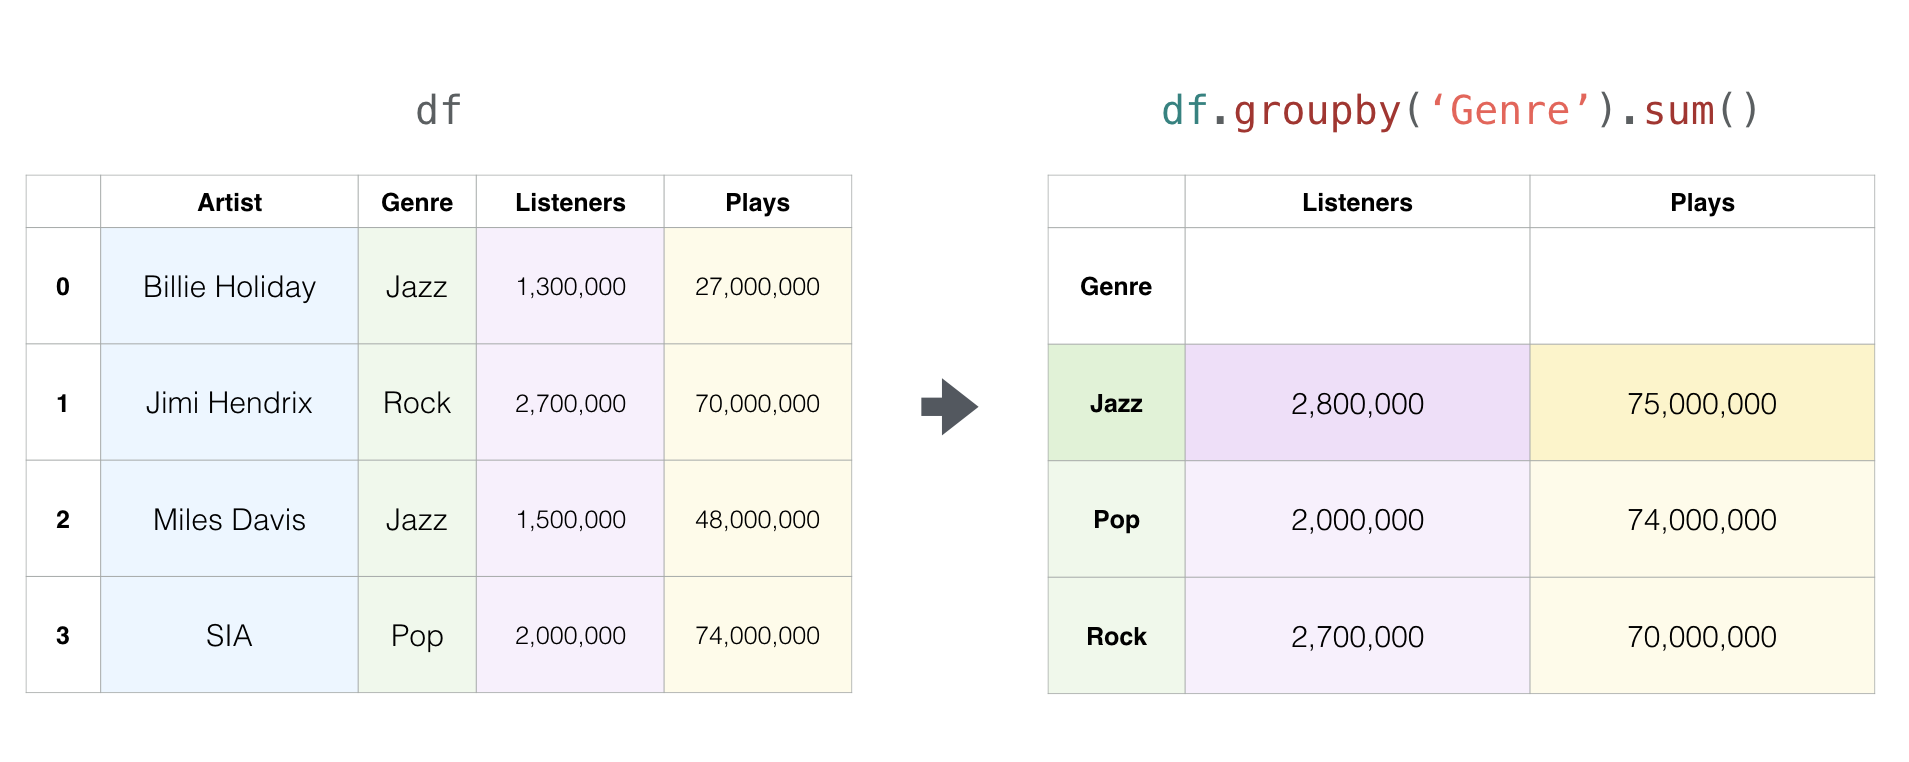 df
Artist Genre Listeners Plays
0 Billie Holiday Jazz 1,300,000 27,000,000
1 Jimi Hendrix Rock 2,700,000 70,000,000
2 Miles Davis Jazz 1,500,000 48,000,000
3 SIA Pop 2,000,000 74,000,000
df.groupby(‘Genre’).sum()
Listeners Plays
Genre
Jazz 2,800,000 75,000,000
Pop 2,000,000 74,000,000
Rock 2,700,000 70,000,000